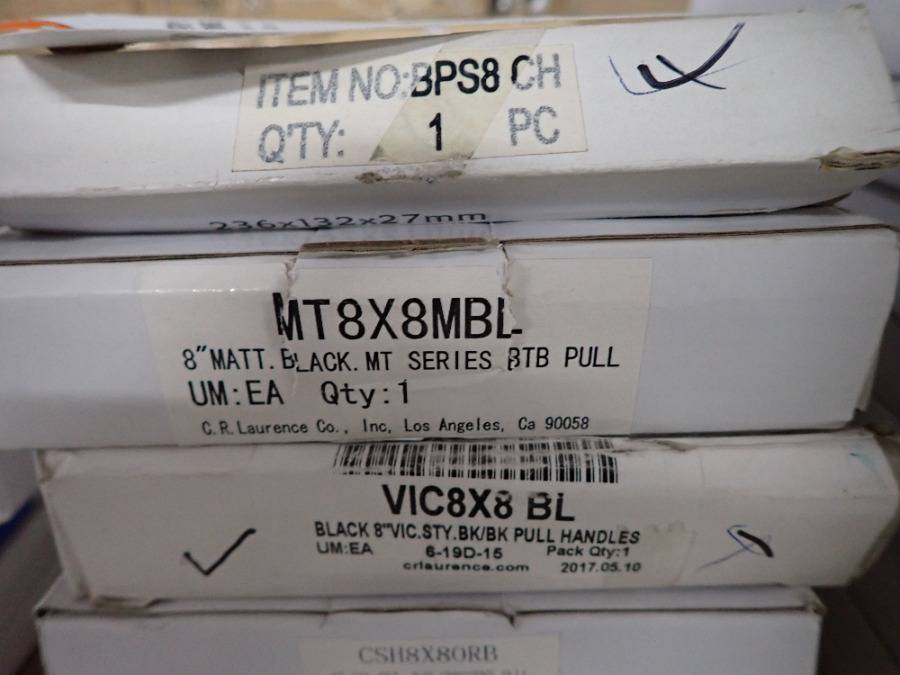 ITEM NO:BPS8 CH
Q'TY: 1 PC
236x132x27mm
MT8X8MBL
8"MATT.BLACK.MT SERIES BTB PULL
UM:EA Qty:1
C.R.Laurence Co., Inc, Los Angeles, Ca 90058
VIC8X8 BL
BLACK 8"VIC.STY.BK/BK PULL HANDLES
UM:EA 6-19D-15 Pack Qty:1
crlaurence.com 2017.05.10
CSH8X8ORB